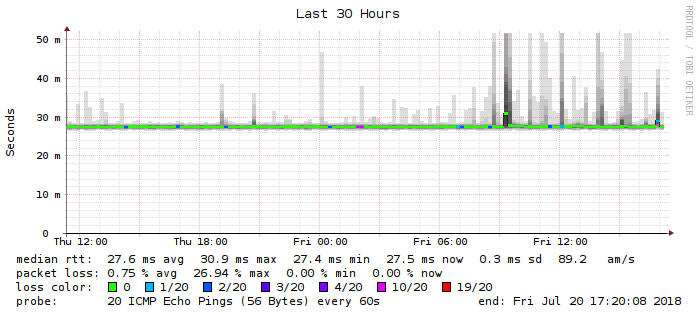 Last 30 Hours
RRDTOOL / TOBI OETIKER
Seconds
50 m
40 m
30 m
20 m
10 m
0
Thu 12:00 Thu 18:00 Fri 00:00 Fri 06:00 Fri 12:00
median rtt: 27.6 ms avg 30.9 ms max 27.4 ms min 27.5 ms now 0.3 ms sd 89.2 am/s
packet loss: 0.75 % avg 26.94 % max 0.00 % min 0.00 % now
loss color: 0 1/20 2/20 3/20 4/20 10/20 19/20
probe: 20 ICMP Echo Pings (56 Bytes) every 60s end: Fri Jul 20 17:20:08 2018